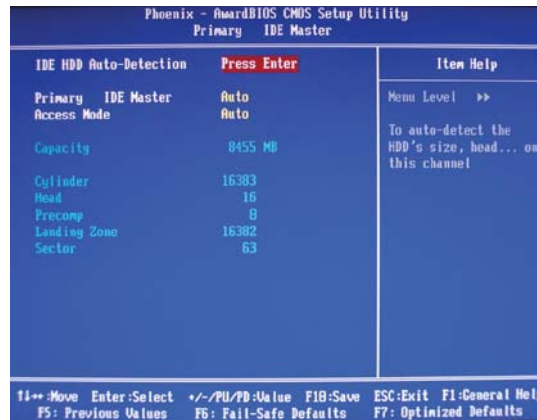 Phoenix - AwardBIOS CMOS Setup Utility
Primary IDE Master
IDE HDD Auto-Detection Press Enter
Primary IDE Master Auto
Access Mode Auto
Capacity 8455 MB
Cylinder 16383
Head 16
Precomp 0
Landing Zone 16382
Sector 63
Item Help
Menu Level ▸▸
To auto-detect the
HDD's size, head... on
this channel
↑↓→←:Move Enter:Select +/-/PU/PD:Value F10:Save ESC:Exit F1:General Hel
F5: Previous Values F6: Fail-Safe Defaults F7: Optimized Defaults